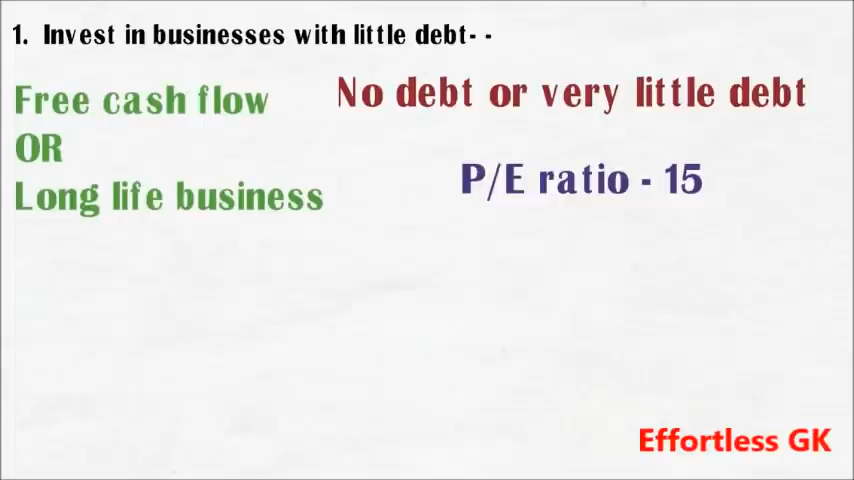 1. Invest in businesses with little debt--
Free cash flow
OR
Long life business
No debt or very little debt
P/E ratio - 15
Effortless GK